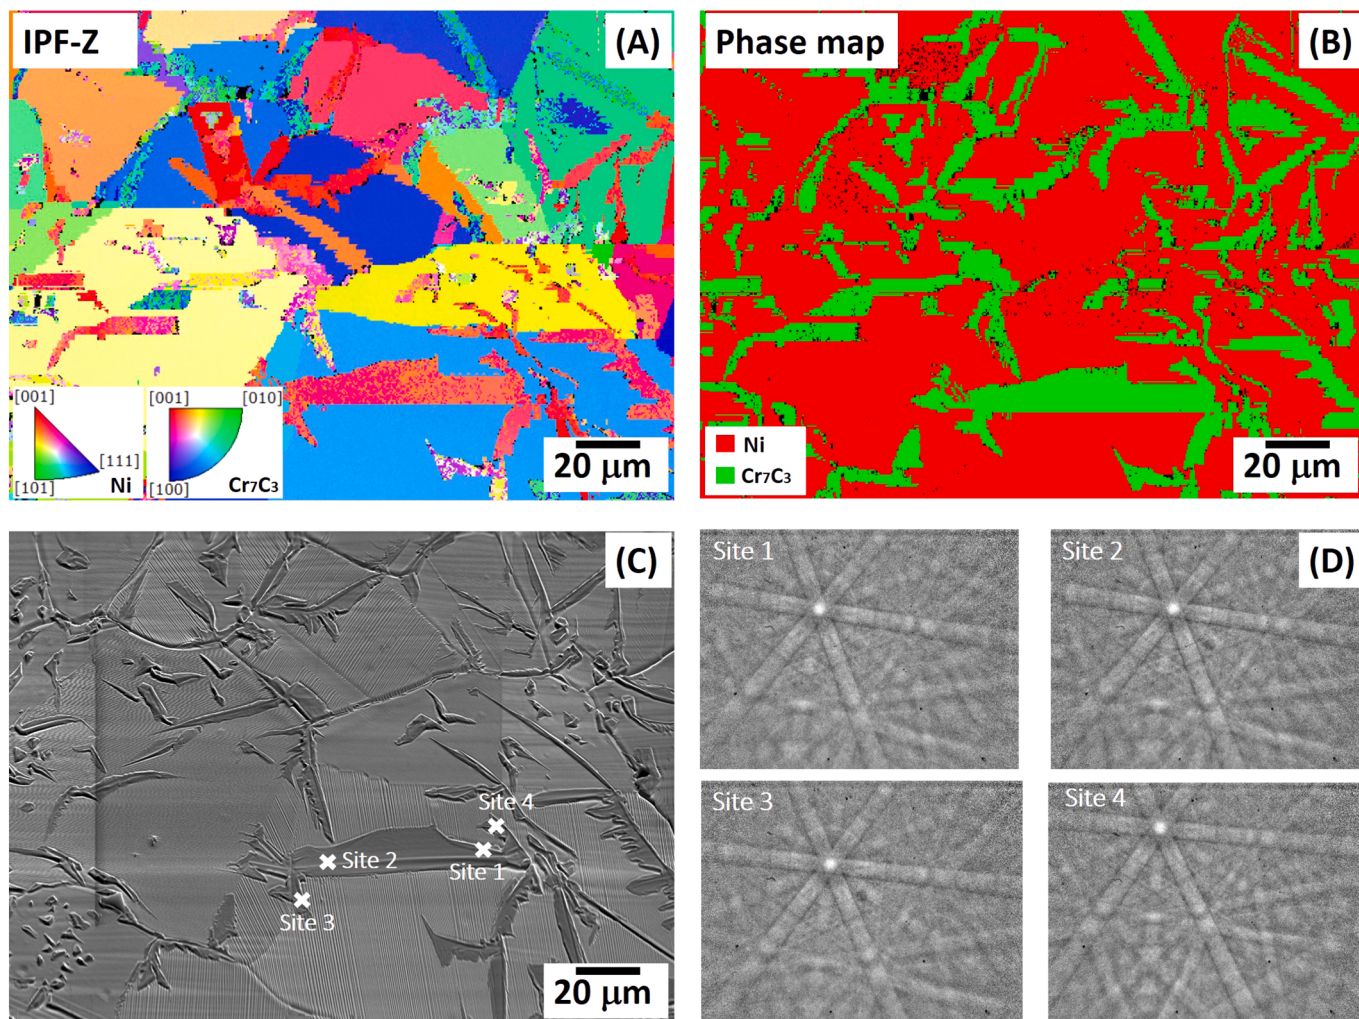 IPF-Z
(A)
[001]
[111]
[101]
Ni
[001]
[010]
[100]
Cr₇C₃
20 μm
Phase map
(B)
Ni
Cr₇C₃
20 μm
(C)
Site 4
Site 2
Site 1
Site 3
20 μm
Site 1
Site 2
(D)
Site 3
Site 4